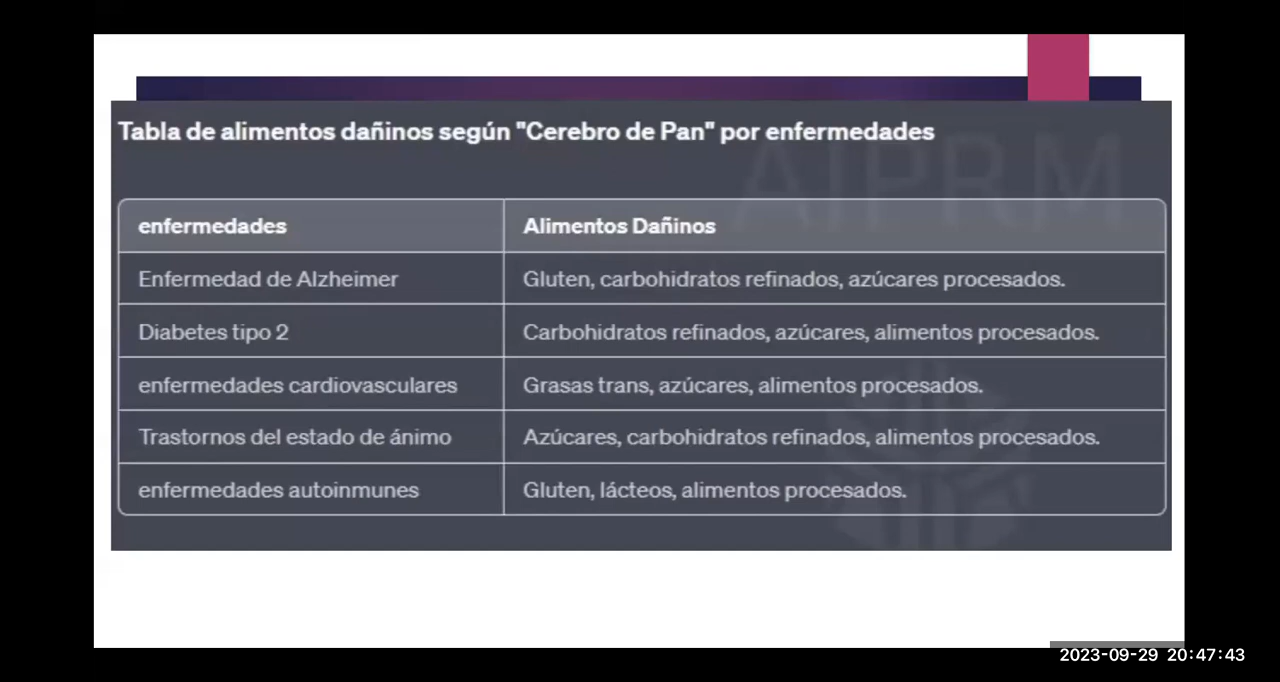 Tabla de alimentos dañinos según "Cerebro de Pan" por enfermedades
AIPRM
enfermedades Alimentos Dañinos
Enfermedad de Alzheimer Gluten, carbohidratos refinados, azúcares procesados.
Diabetes tipo 2 Carbohidratos refinados, azúcares, alimentos procesados.
enfermedades cardiovasculares Grasas trans, azúcares, alimentos procesados.
Trastornos del estado de ánimo Azúcares, carbohidratos refinados, alimentos procesados.
enfermedades autoinmunes Gluten, lácteos, alimentos procesados.
2023-09-29 20:47:43